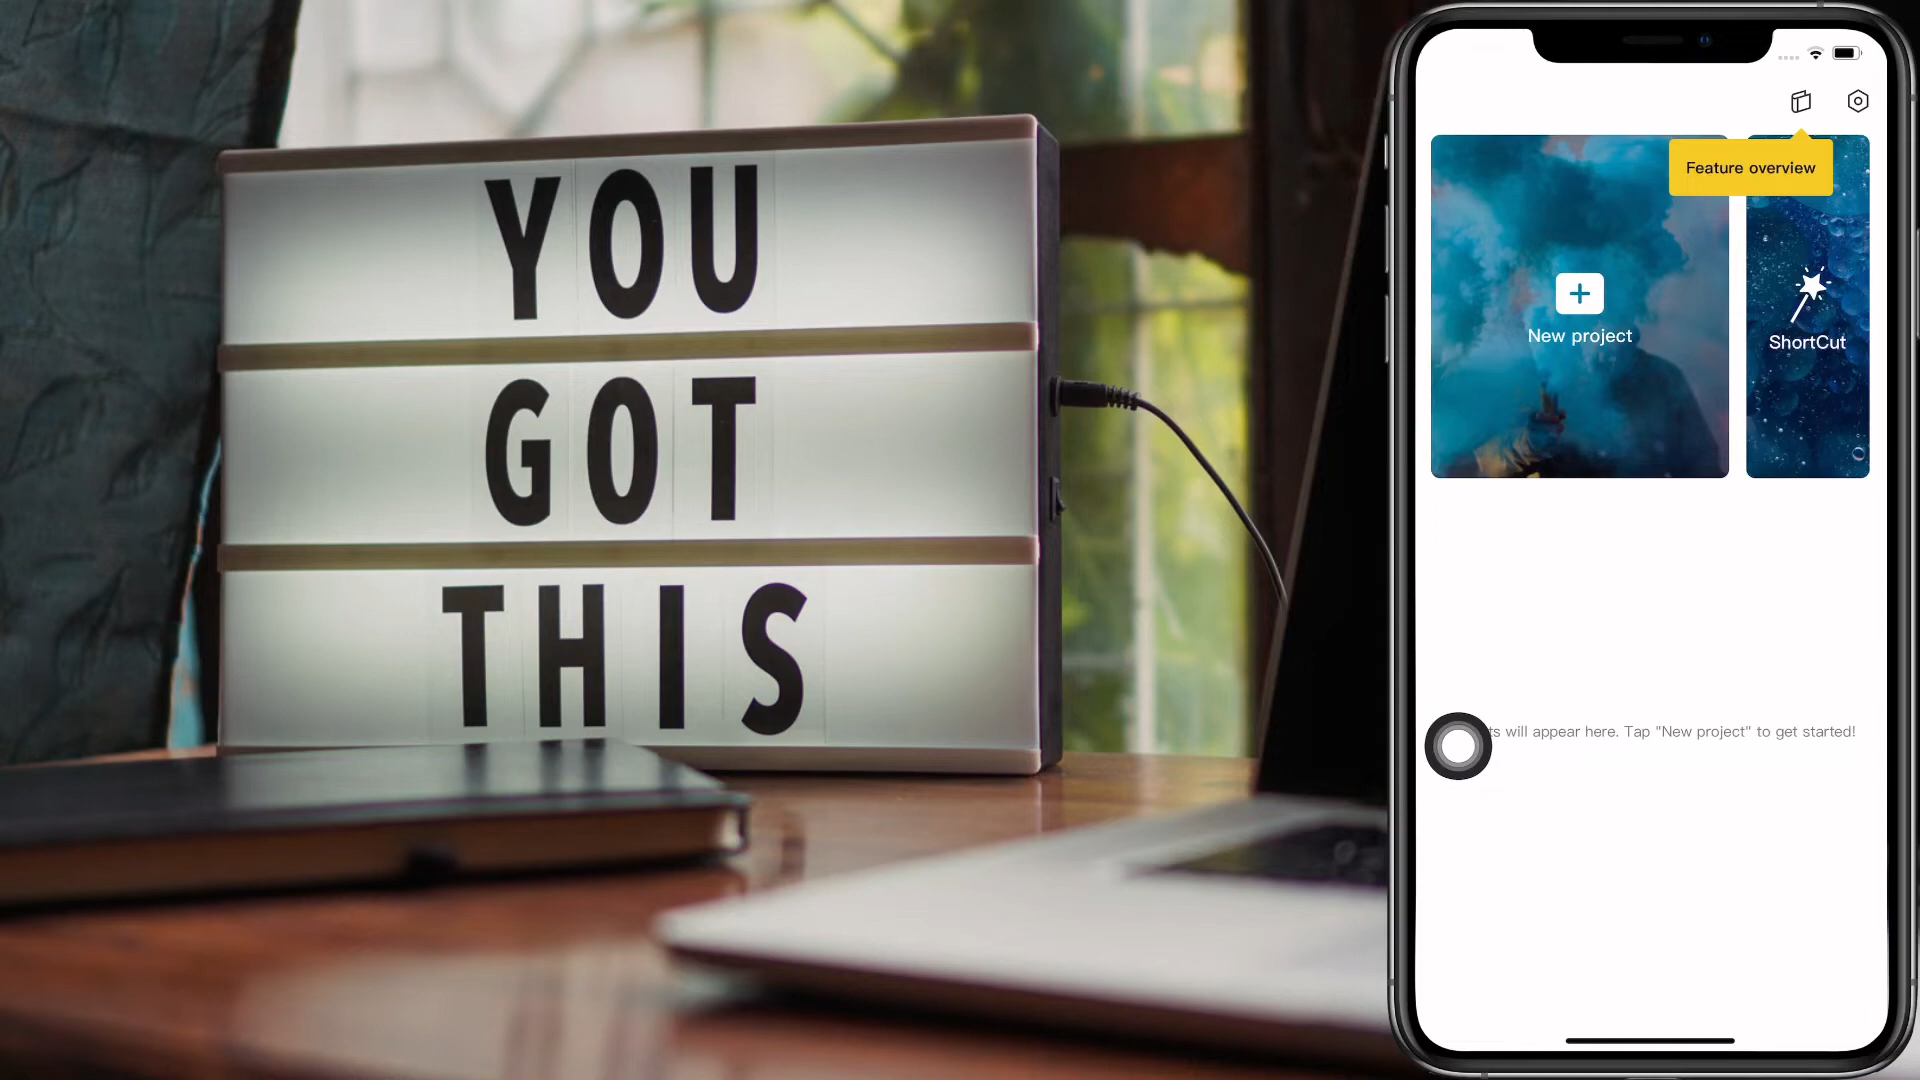 YOU
GOT
THIS
Feature overview
New project
ShortCut
will appear here. Tap "New project" to get started!